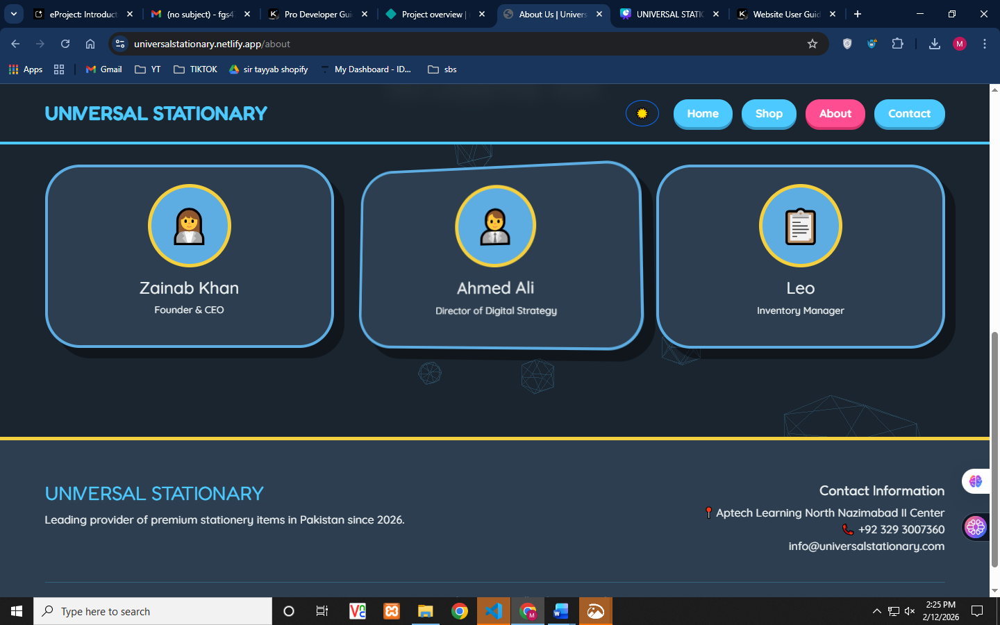 eProject: Introduct
(no subject) - fgs4
Pro Developer Gui
Project overview |
About Us | Univers
UNIVERSAL STATIO
Website User Guid
universalstationary.netlify.app/about
M
Apps
Gmail
YT
TIKTOK
sir tayyab shopify
My Dashboard - ID...
sbs
UNIVERSAL STATIONARY
Home
Shop
About
Contact
Zainab Khan
Founder & CEO
Ahmed Ali
Director of Digital Strategy
Leo
Inventory Manager
UNIVERSAL STATIONARY
Leading provider of premium stationery items in Pakistan since 2026.
Contact Information
📍 Aptech Learning North Nazimabad II Center
📞 +92 329 3007360
info@universalstationary.com
Type here to search
2:25 PM
2/12/2026